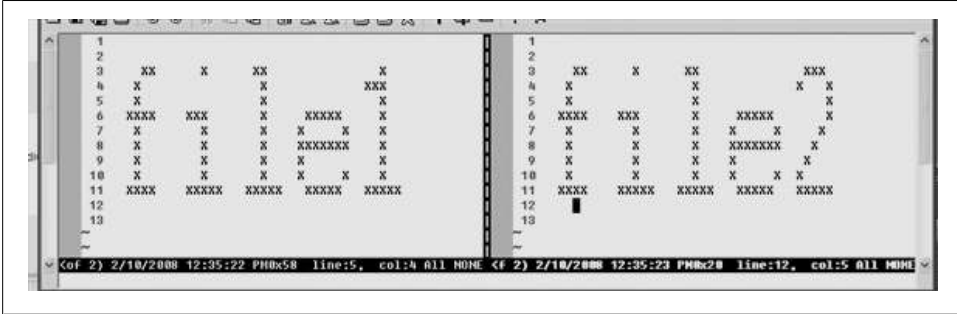 1
2
3 XX X XX X
4 X X XXX
5 X X X
6 XXXX XXX X XXXXX X
7 X X X X X X
8 X X X XXXXXXX X
9 X X X X X
10 X X X X X X
11 XXXX XXXXX XXXXX XXXXX XXXXX
12
13
~
~
<of 2) 2/10/2008 12:35:22 PM0x58 line:5, col:4 All NONE
1
2
3 XX X XX XXX
4 X X X X
5 X X X
6 XXXX XXX X XXXXX X
7 X X X X X X
8 X X X XXXXXXX X
9 X X X X X
10 X X X X X X
11 XXXX XXXXX XXXXX XXXXX XXXXX
12
13
~
~
<f 2) 2/10/2008 12:35:23 PM0x20 line:12, col:5 All NONE